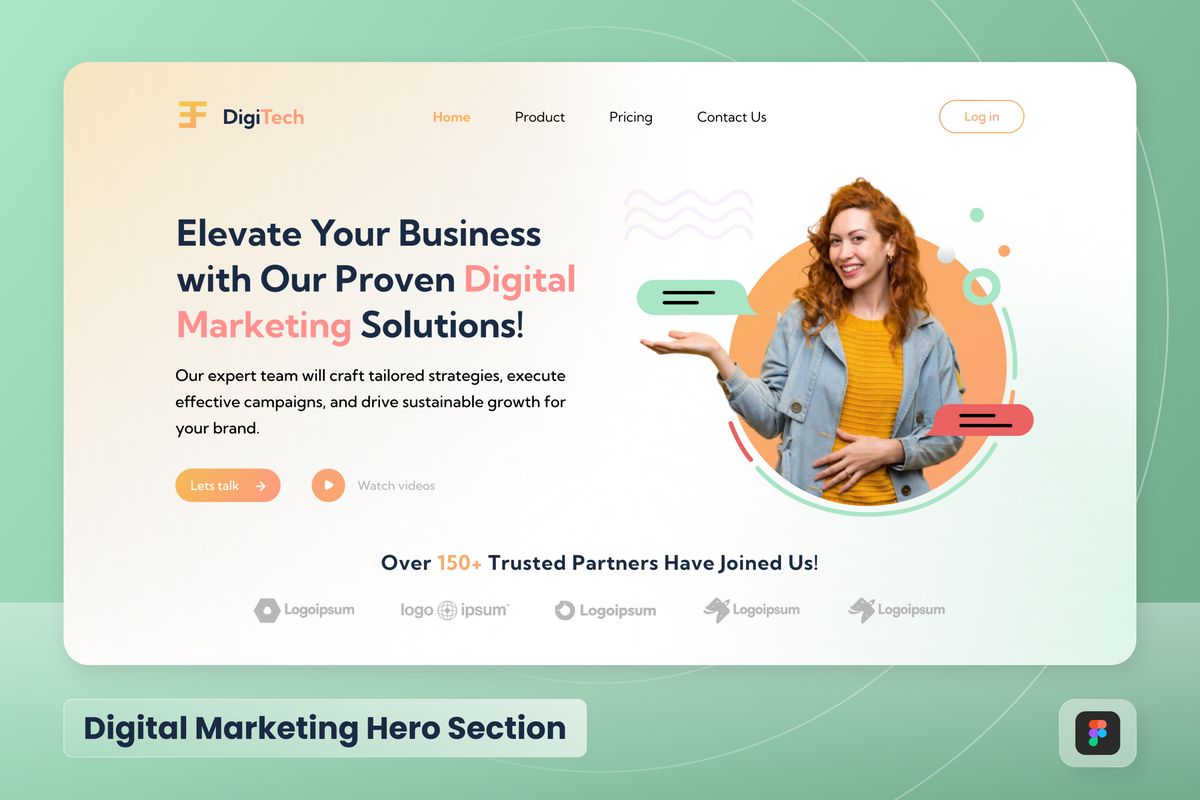 DigiTech
Home
Product
Pricing
Contact Us
Log in
Elevate Your Business
with Our Proven Digital
Marketing Solutions!
Our expert team will craft tailored strategies, execute
effective campaigns, and drive sustainable growth for
your brand.
Lets talk
Watch videos
Over 150+ Trusted Partners Have Joined Us!
Logoipsum
logo ipsum
Logoipsum
Logoipsum
Logoipsum
Digital Marketing Hero Section